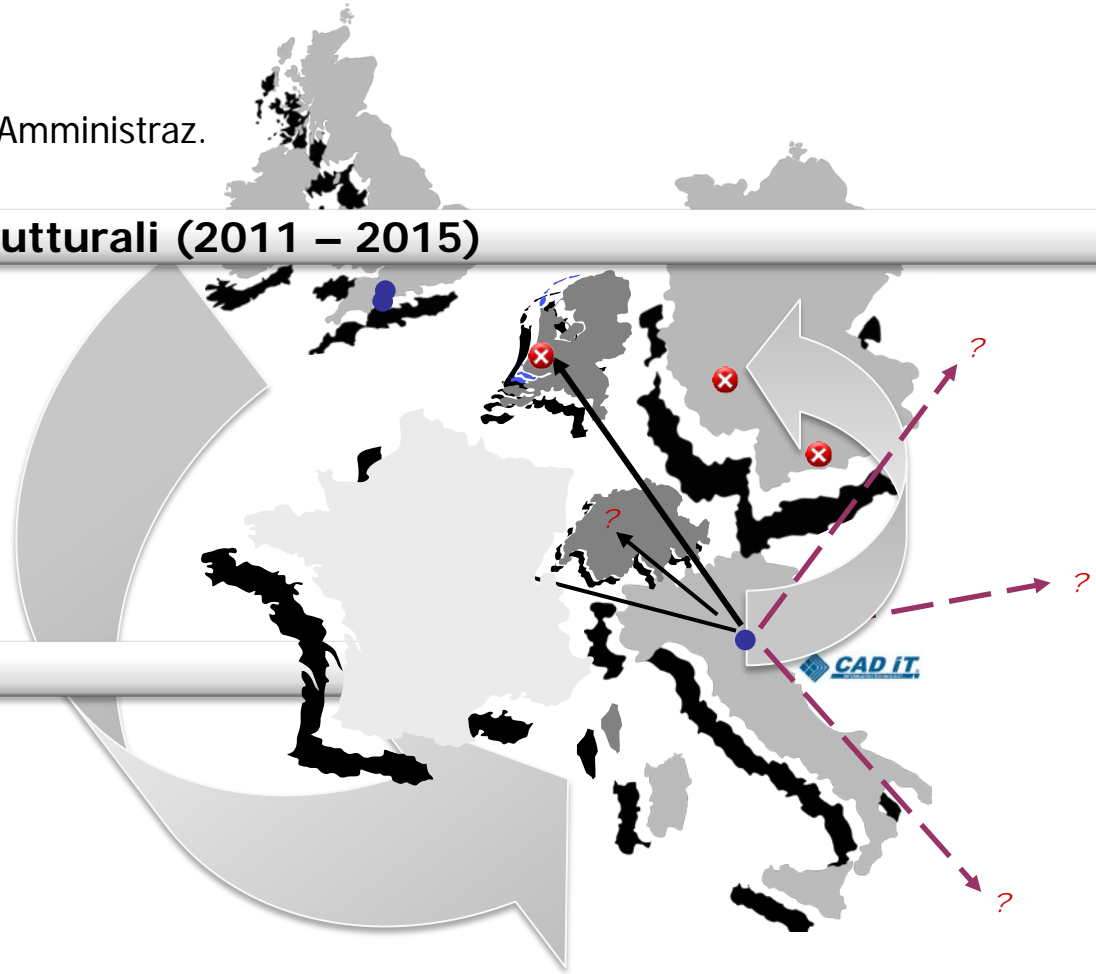 Amministraz.
utturali (2011 – 2015)
?
?
?
CAD iT.
?